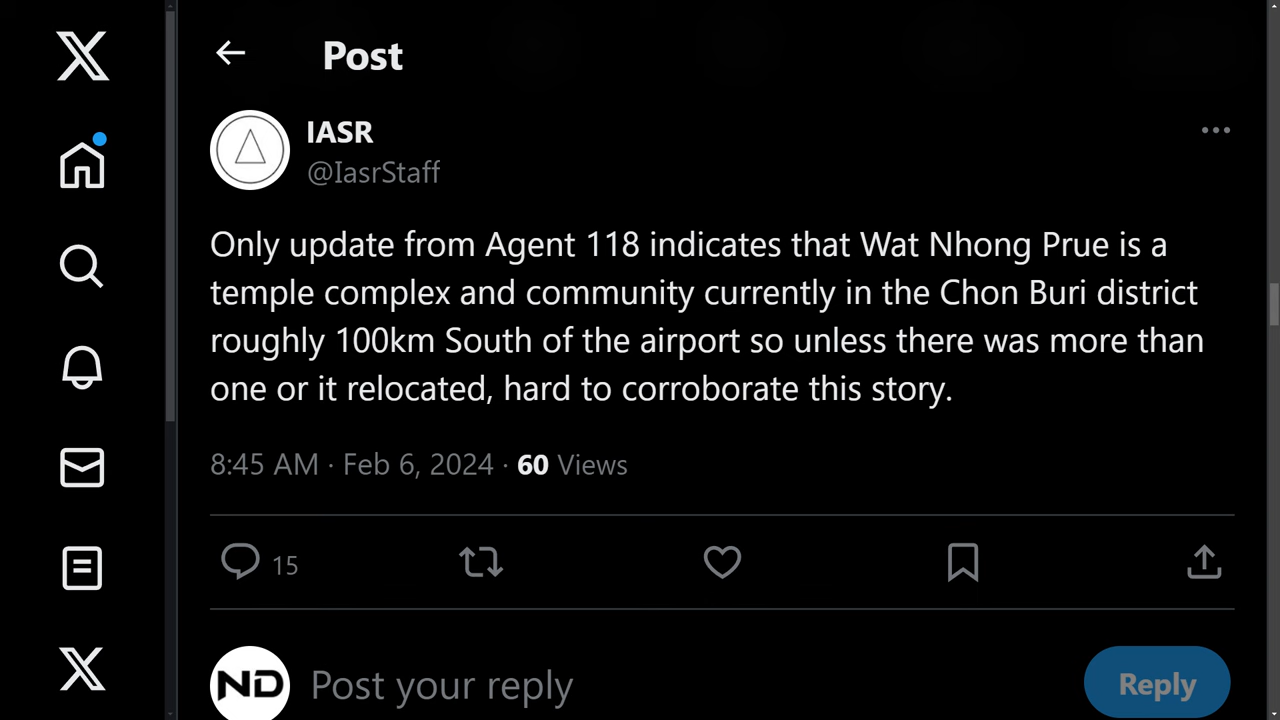 Post
IASR
@IasrStaff
Only update from Agent 118 indicates that Wat Nhong Prue is a
temple complex and community currently in the Chon Buri district
roughly 100km South of the airport so unless there was more than
one or it relocated, hard to corroborate this story.
8:45 AM · Feb 6, 2024 · 60 Views
15
ND
Post your reply
Reply